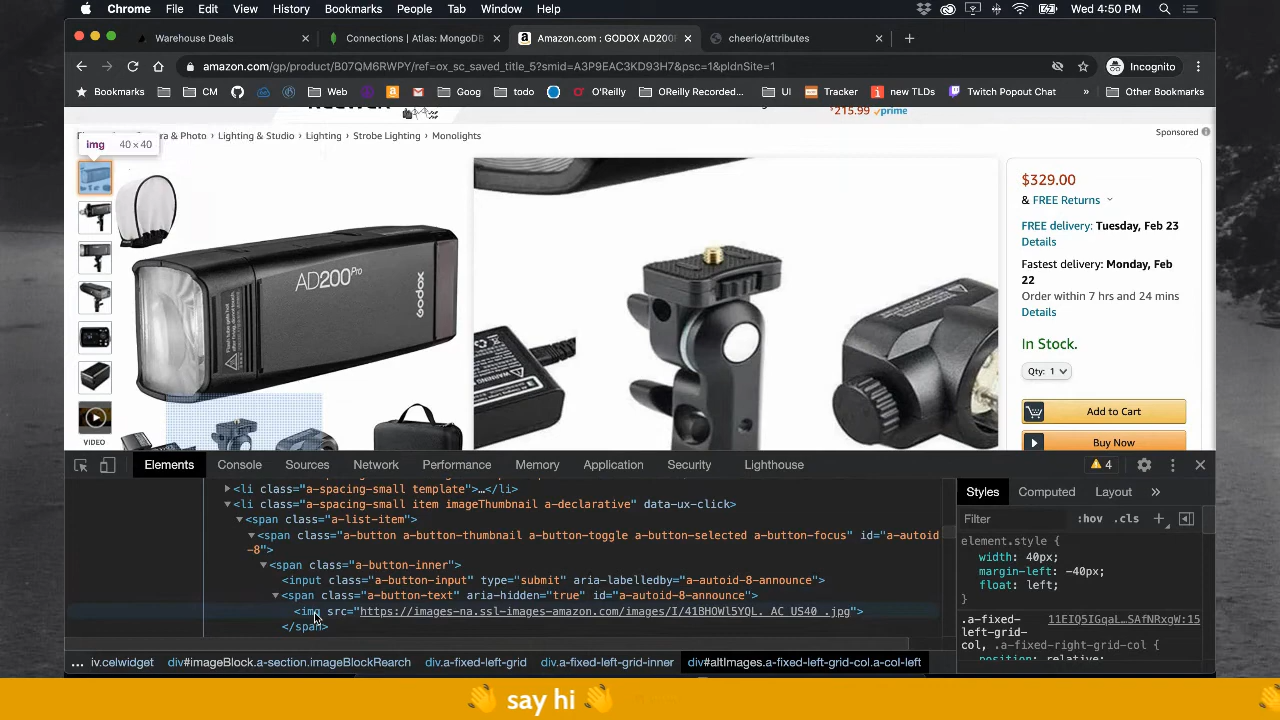 Chrome File Edit View History Bookmarks People Tab Window Help Wed 4:50 PM
Warehouse Deals Connections | Atlas: MongoDB Amazon.com : GODOX AD200P cheerio/attributes
amazon.com/gp/product/B07QM6RWPY/ref=ox_sc_saved_title_5?smid=A3P9EAC3KD93H7&psc=1&pldnSite=1 Incognito
Bookmarks CM Web Goog todo O'Reilly OReilly Recorded... UI Tracker new TLDs Twitch Popout Chat » Other Bookmarks
$215.99 prime
& Photo › Lighting & Studio › Lighting › Strobe Lighting › Monolights
Sponsored
img 40 × 40
AD200Pro
Godox
WARNING
VIDEO
$329.00
& FREE Returns
FREE delivery: Tuesday, Feb 23
Details
Fastest delivery: Monday, Feb
22
Order within 7 hrs and 24 mins
Details
In Stock.
Qty: 1
Add to Cart
Buy Now
Elements Console Sources Network Performance Memory Application Security Lighthouse 4
<li class="a-spacing-small template">…</li>
<li class="a-spacing-small item imageThumbnail a-declarative" data-ux-click>
<span class="a-list-item">
<span class="a-button a-button-thumbnail a-button-toggle a-button-selected a-button-focus" id="a-autoid
-8">
<span class="a-button-inner">
<input class="a-button-input" type="submit" aria-labelledby="a-autoid-8-announce">
<span class="a-button-text" aria-hidden="true" id="a-autoid-8-announce">
<img src="https://images-na.ssl-images-amazon.com/images/I/41BHOWl5YQL._AC_US40_.jpg">
</span>
... iv.celwidget div#imageBlock.a-section.imageBlockRearch div.a-fixed-left-grid div.a-fixed-left-grid-inner div#altImages.a-fixed-left-grid-col.a-col-left
Styles Computed Layout »
Filter :hov .cls +
element.style {
width: 40px;
margin-left: -40px;
float: left;
}
.a-fixed- 11EIQ5IGqaL…SAfNRxgW:15
left-grid-
col, .a-fixed-right-grid-col {
position: relative;
👋 say hi 👋